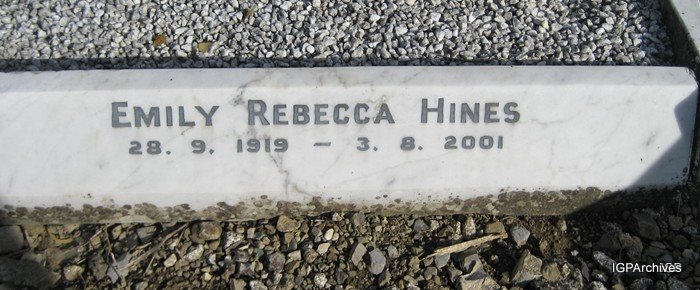 EMILY REBECCA HINES
28. 9. 1919 – 3. 8. 2001
IGPArchives